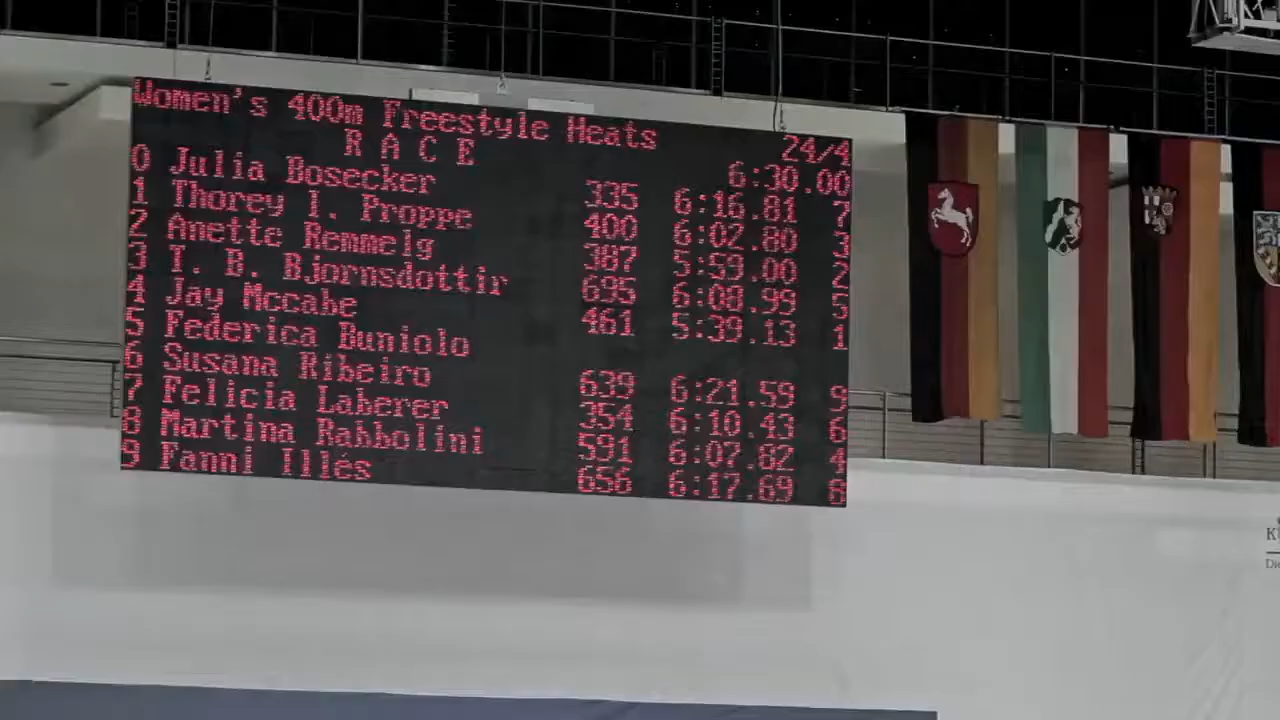 Women's 400m Freestyle Heats 24/4
R A C E 6:30.00
0 Julia Bosecker 335 6:16.81 7
1 Thorey I. Proppe 400 6:02.80 3
2 Anette Remmelg 387 5:59.00 2
3 T. B. Bjornsdottir 695 6:08.99 5
4 Jay Mccabe 461 5:39.13 1
5 Federica Buniolo
6 Susana Ribeiro 639 6:21.59 9
7 Felicia Laberer 354 6:10.43 6
8 Martina Rabbolini 591 6:07.82 4
9 Fanni Illés 656 6:17.69 8